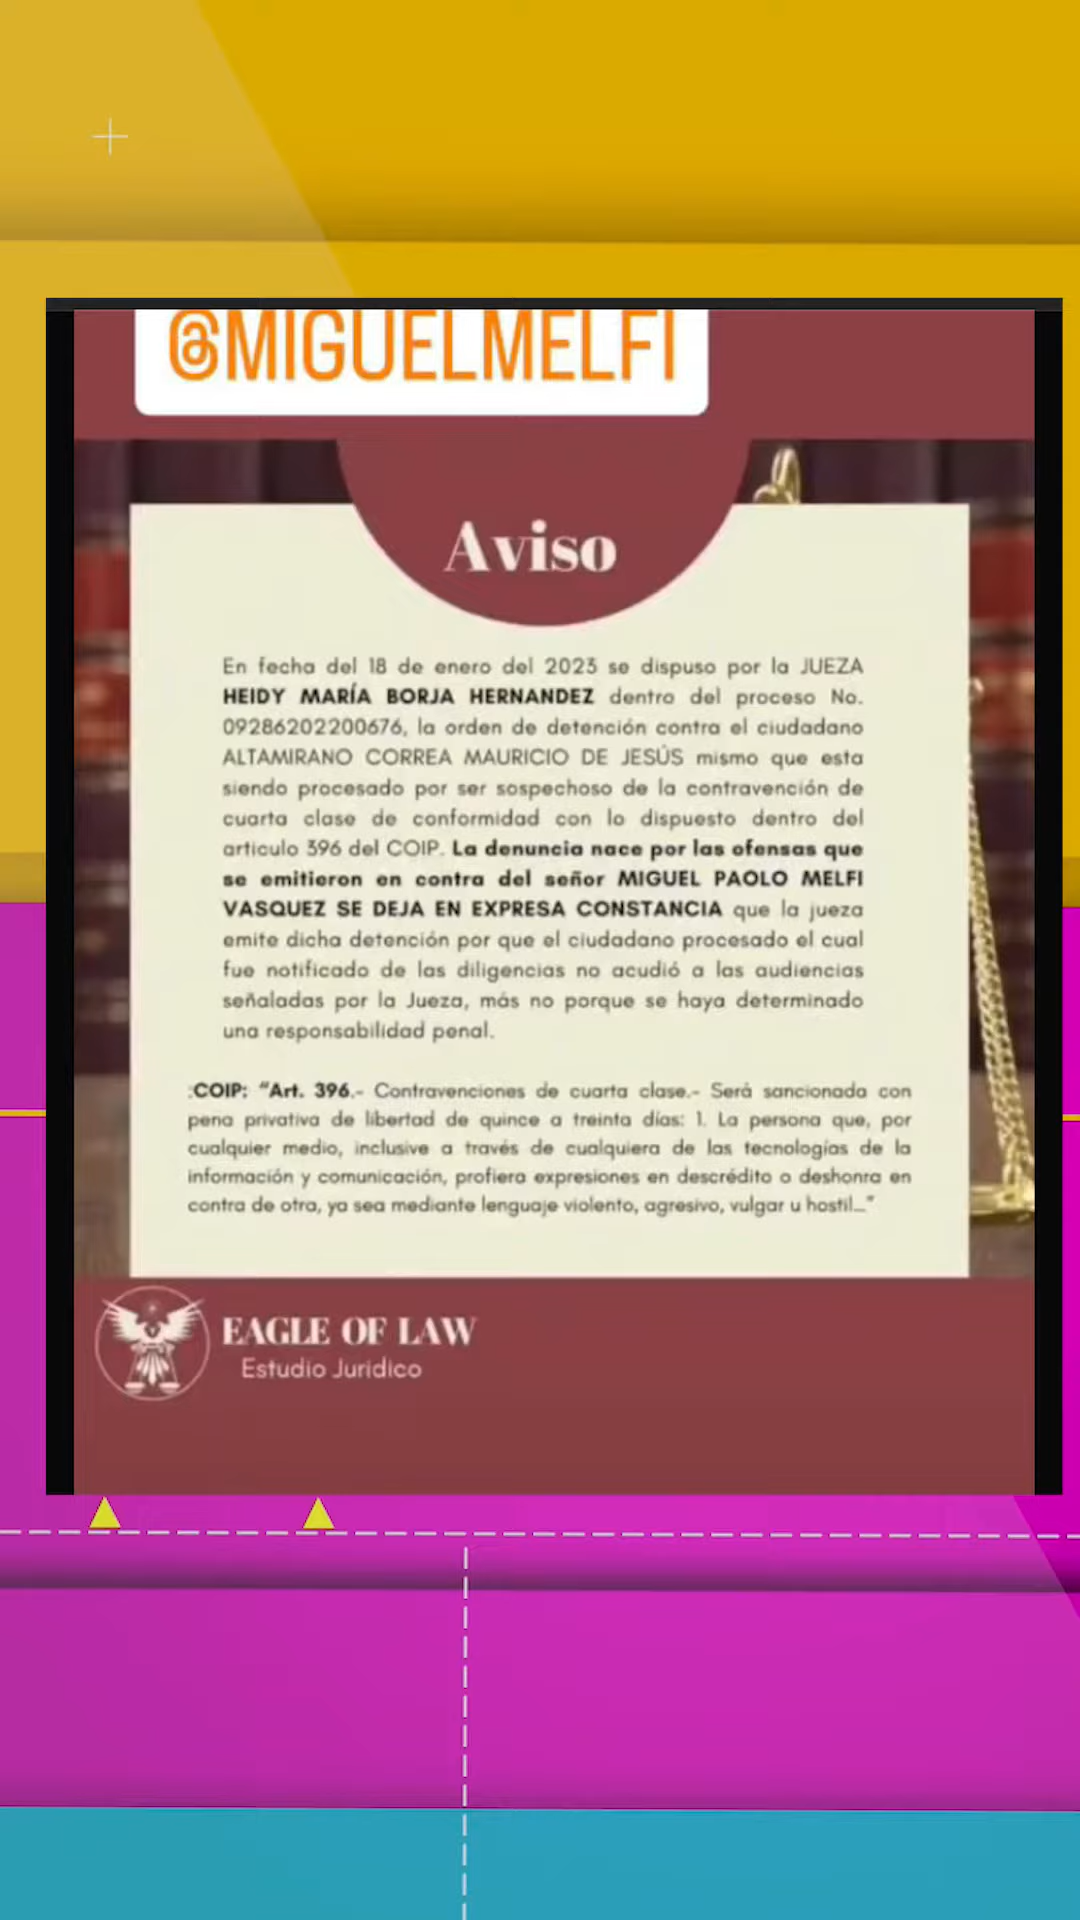 @MIGUELMELFI
Aviso
En fecha del 18 de enero del 2023 se dispuso por la JUEZA
HEIDY MARÍA BORJA HERNANDEZ dentro del proceso No.
09286202200676, la orden de detención contra el ciudadano
ALTAMIRANO CORREA MAURICIO DE JESÚS mismo que esta
siendo procesado por ser sospechoso de la contravención de
cuarta clase de conformidad con lo dispuesto dentro del
articulo 396 del COIP. La denuncia nace por las ofensas que
se emitieron en contra del señor MIGUEL PAOLO MELFI
VASQUEZ SE DEJA EN EXPRESA CONSTANCIA que la jueza
emite dicha detención por que el ciudadano procesado el cual
fue notificado de las diligencias no acudió a las audiencias
señaladas por la Jueza, más no porque se haya determinado
una responsabilidad penal.
:COIP: “Art. 396.- Contravenciones de cuarta clase.- Será sancionada con
pena privativa de libertad de quince a treinta días: 1. La persona que, por
cualquier medio, inclusive a través de cualquiera de las tecnologías de la
información y comunicación, profiera expresiones en descrédito o deshonra en
contra de otra, ya sea mediante lenguaje violento, agresivo, vulgar u hostil...”
EAGLE OF LAW
Estudio Juridico